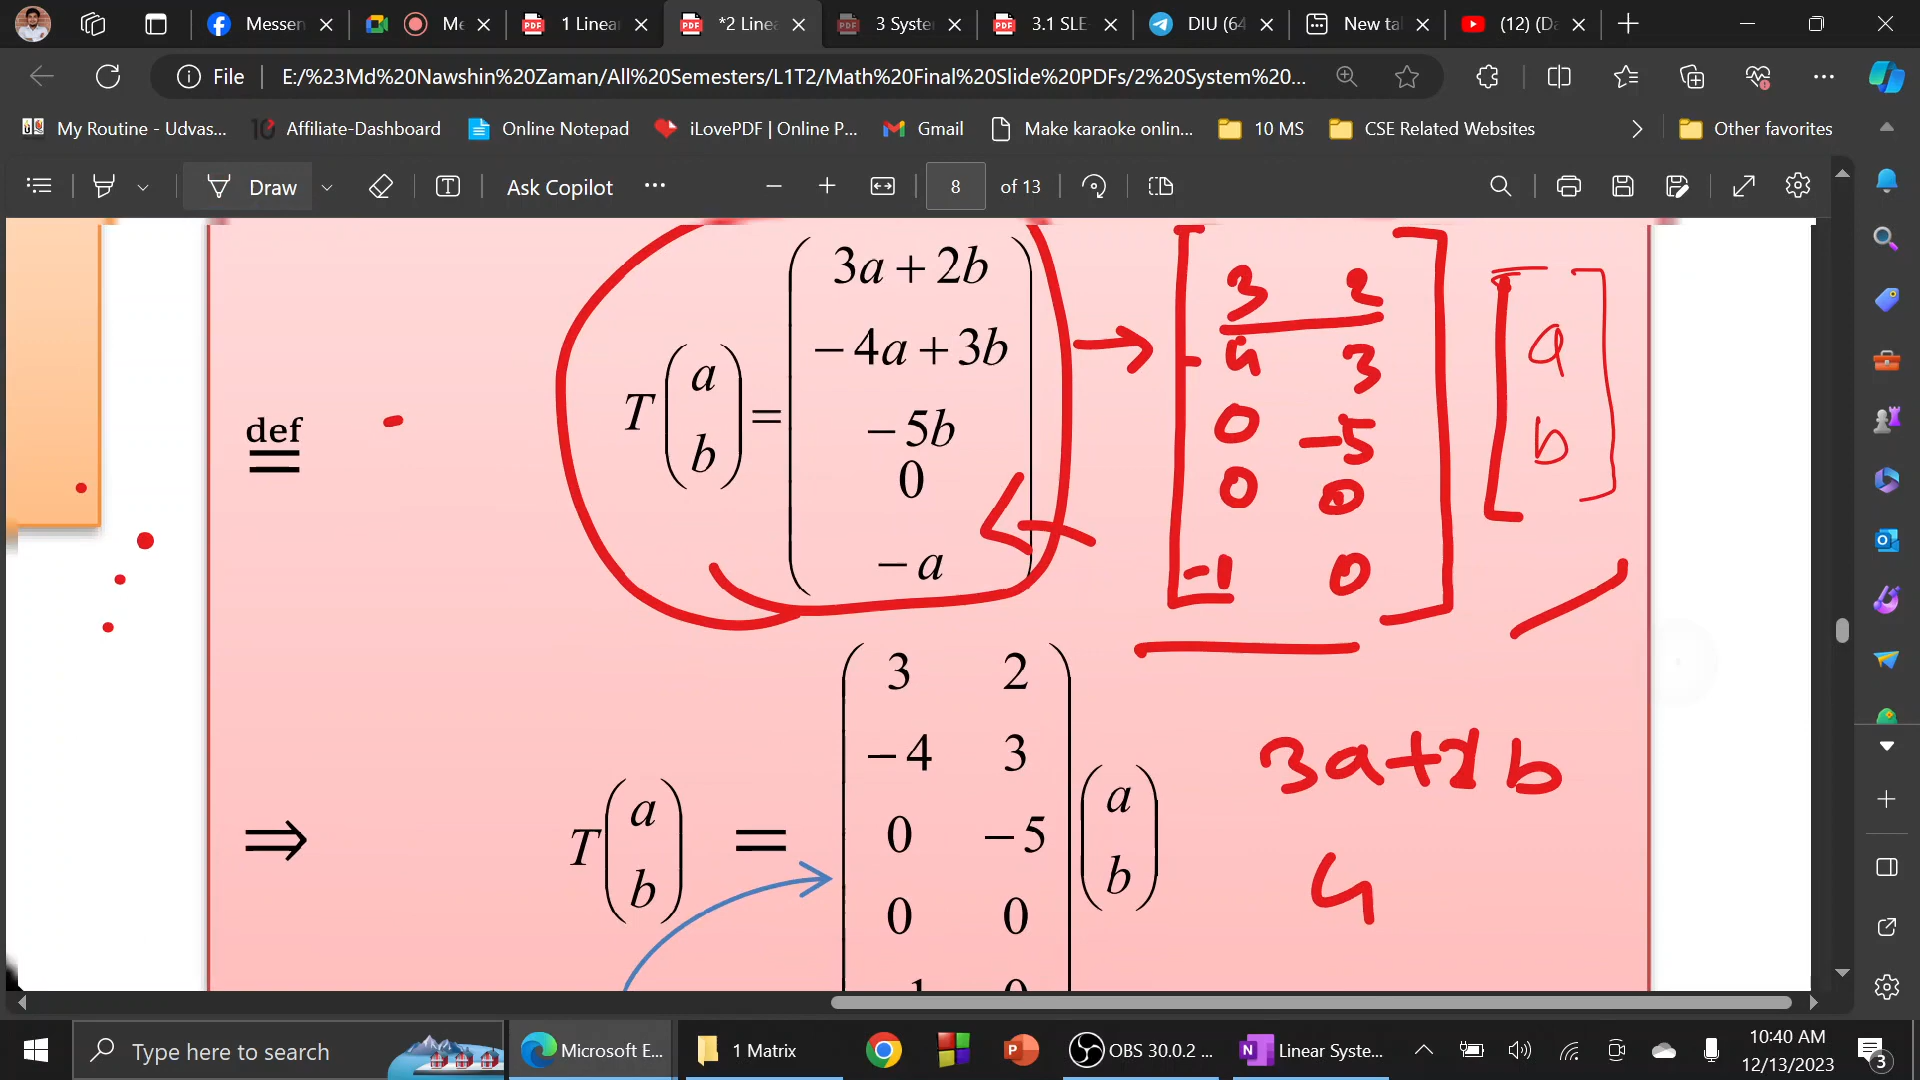 Messen
Me
1 Linea
*2 Linea
3 Syste
3.1 SLE
DIU (64
New ta
(12) (Da
File
E:/%23Md%20Nawshin%20Zaman/All%20Semesters/L1T2/Math%20Final%20Slide%20PDFs/2%20System%20...
My Routine - Udvas...
Affiliate-Dashboard
Online Notepad
iLovePDF | Online P...
Gmail
Make karaoke onlin...
10 MS
CSE Related Websites
Other favorites
Draw
Ask Copilot
8
of 13
3a + 2b
− 4a + 3b
− 5b
0
− a
T
a
b
=
def
=
3 2
-4 3
0 -5
0 0
-1 0
a
b
⇒
T
a
b
=
3 2
− 4 3
0 − 5
0 0
a
b
3a+2b
4
Type here to search
Microsoft E...
1 Matrix
OBS 30.0.2 ...
Linear Syste...
10:40 AM
12/13/2023
3